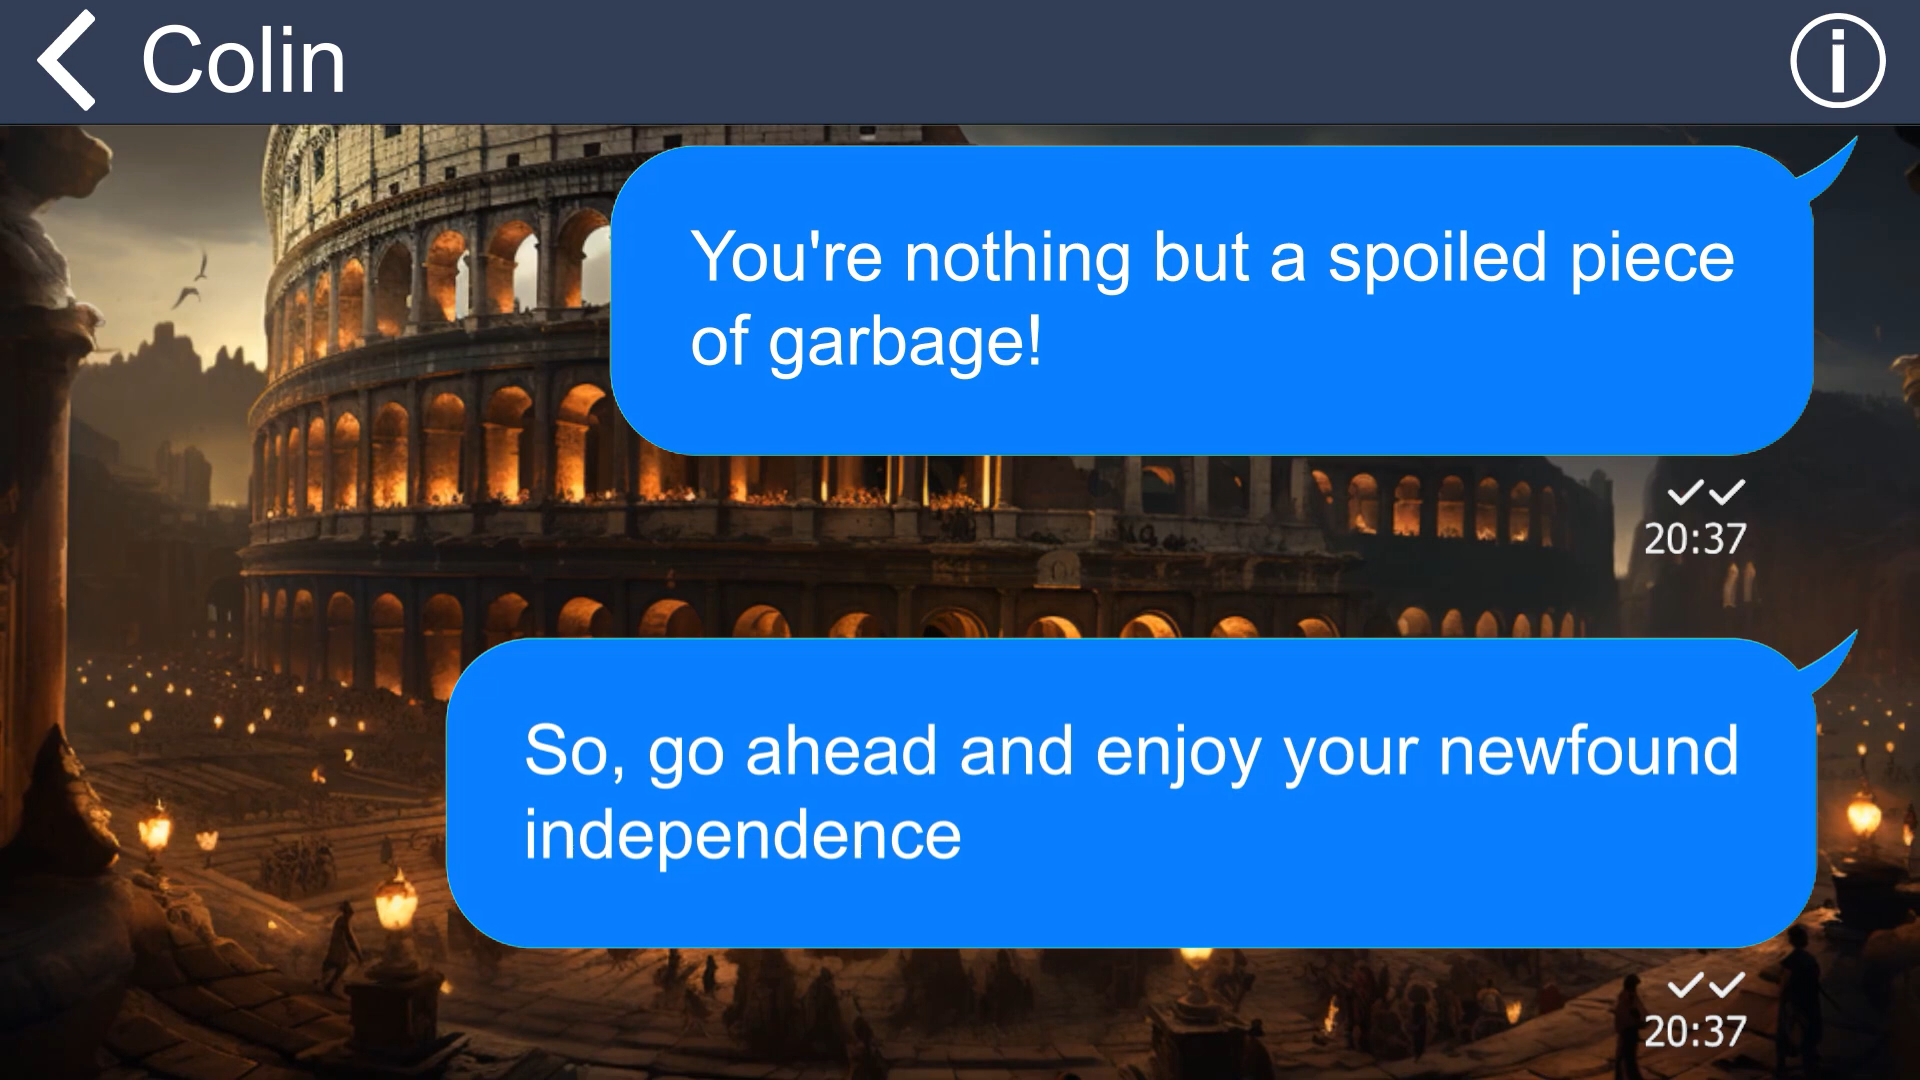 Colin
You're nothing but a spoiled piece
of garbage!
20:37
So, go ahead and enjoy your newfound
independence
20:37